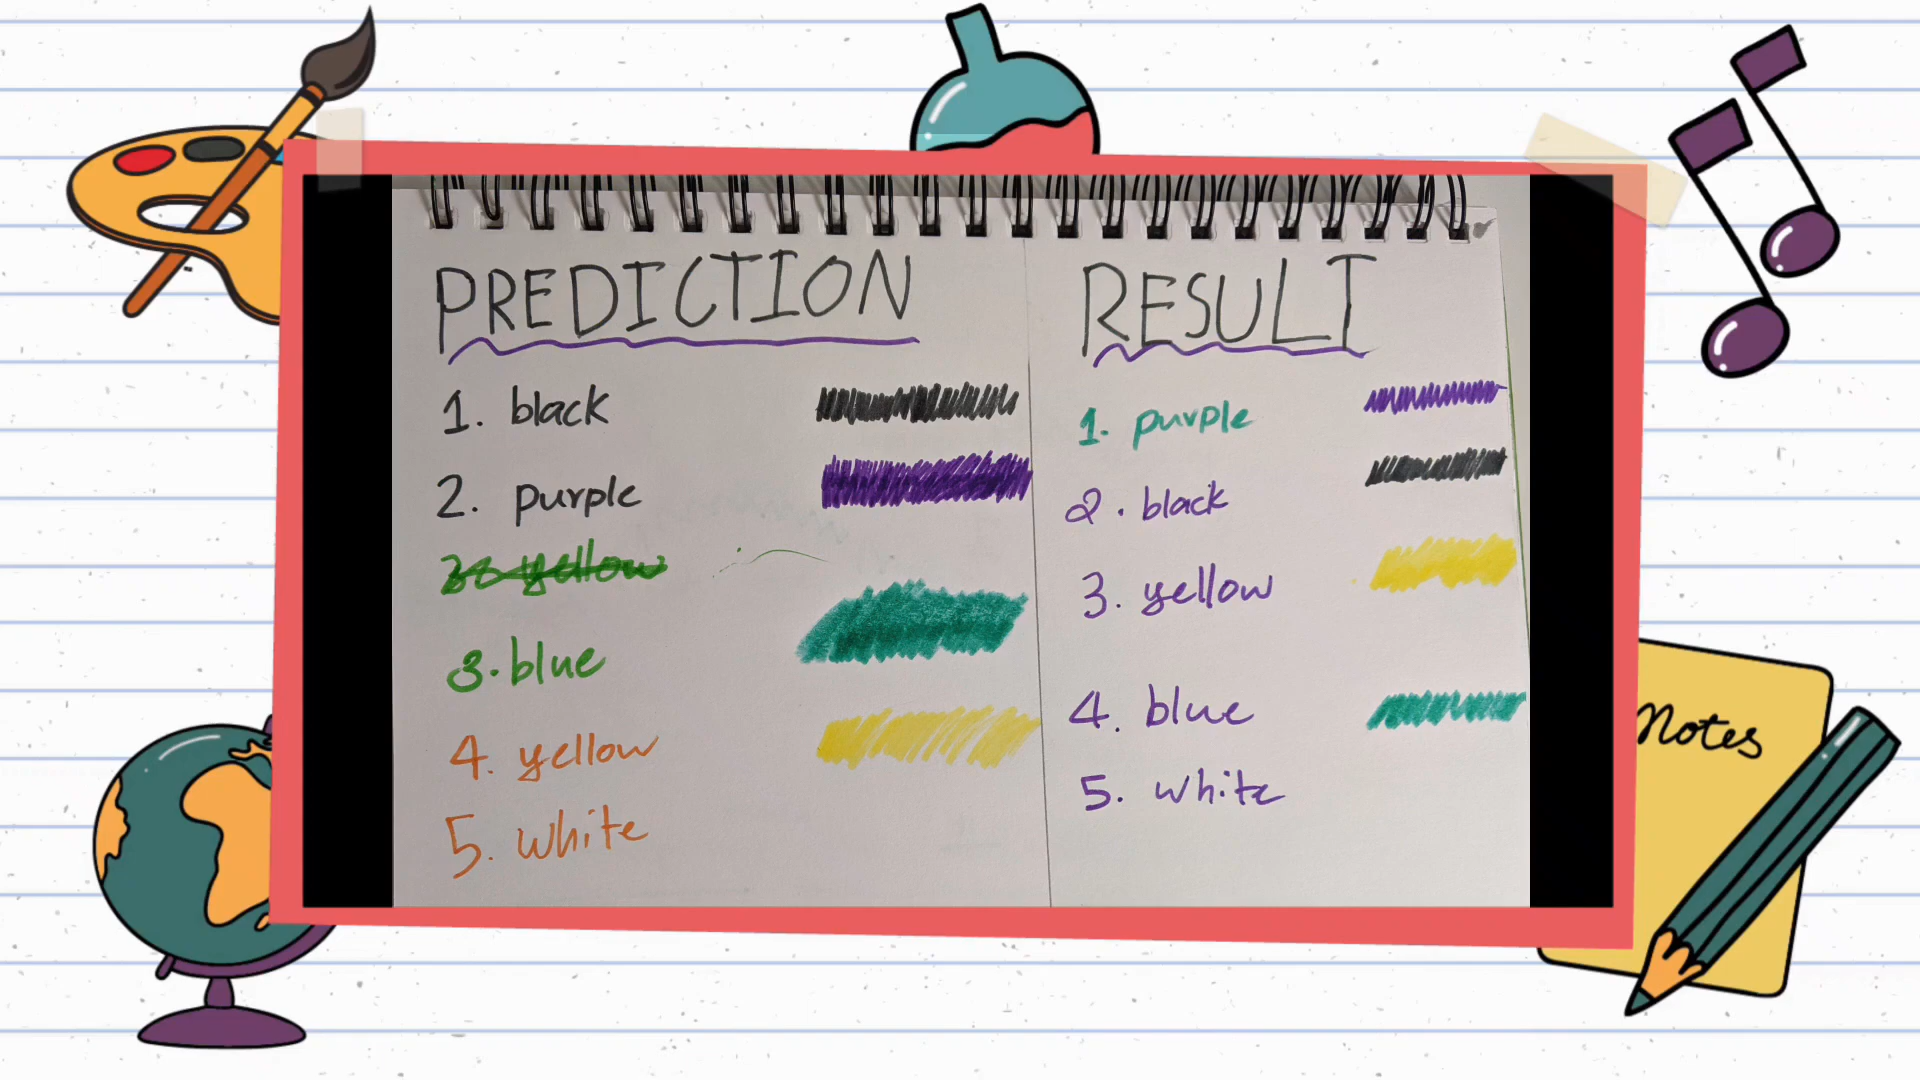 PREDICTION
1. black
2. purple
3. yellow
3. blue
4. yellow
5. white
RESULT
1. purple
2. black
3. yellow
4. blue
5. white
Notes